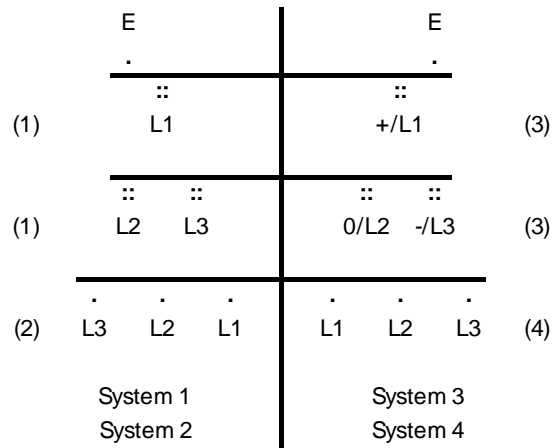 E E
. .
:: ::
(1) L1 +/L1 (3)
:: :: :: ::
(1) L2 L3 0/L2 -/L3 (3)
. . . . . .
(2) L3 L2 L1 L1 L2 L3 (4)
System 1 System 3
System 2 System 4